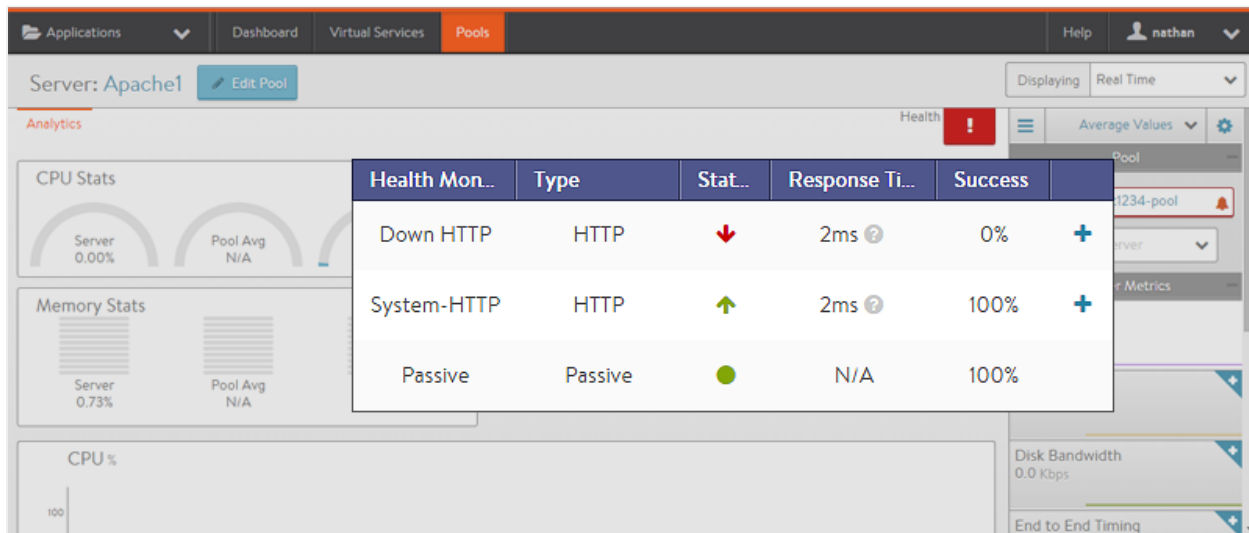 Applications Dashboard Virtual Services Pools Help nathan
Server: Apache1 Edit Pool Displaying Real Time
Analytics Health ! Average Values
Pool
CPU Stats
Server
0.00%
Pool Avg
N/A
Health Mon... Type Stat... Response Ti... Success
Down HTTP HTTP 2ms ? 0% +
System-HTTP HTTP 2ms ? 100% +
Passive Passive N/A 100%
1234-pool
Metrics
Memory Stats
Server
0.73%
Pool Avg
N/A
CPU %
100
Disk Bandwidth
0.0 Kbps
End to End Timing